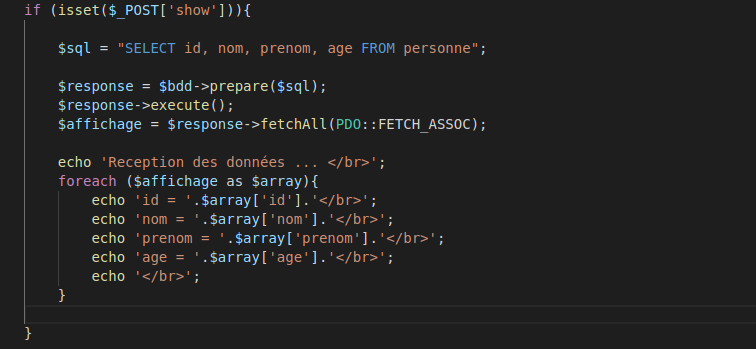 if (isset($_POST['show'])){
$sql = "SELECT id, nom, prenom, age FROM personne";
$response = $bdd->prepare($sql);
$response->execute();
$affichage = $response->fetchAll(PDO::FETCH_ASSOC);
echo 'Reception des données ... </br>';
foreach ($affichage as $array){
echo 'id = '.$array['id'].'</br>';
echo 'nom = '.$array['nom'].'</br>';
echo 'prenom = '.$array['prenom'].'</br>';
echo 'age = '.$array['age'].'</br>';
echo '</br>';
}
}